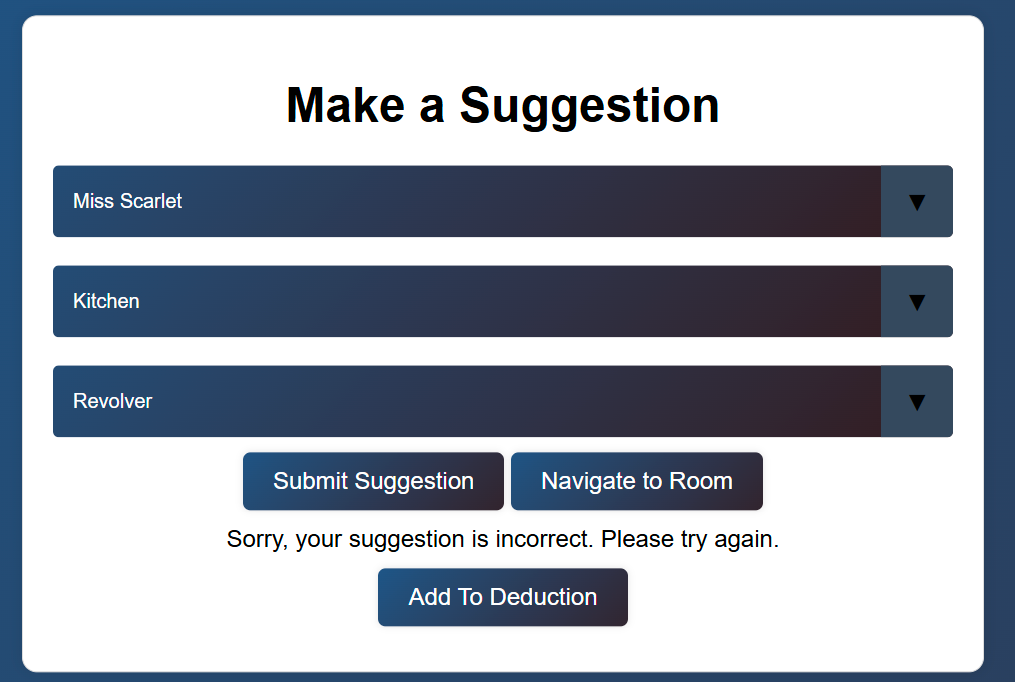 Make a Suggestion
Miss Scarlet
Kitchen
Revolver
Submit Suggestion Navigate to Room
Sorry, your suggestion is incorrect. Please try again.
Add To Deduction